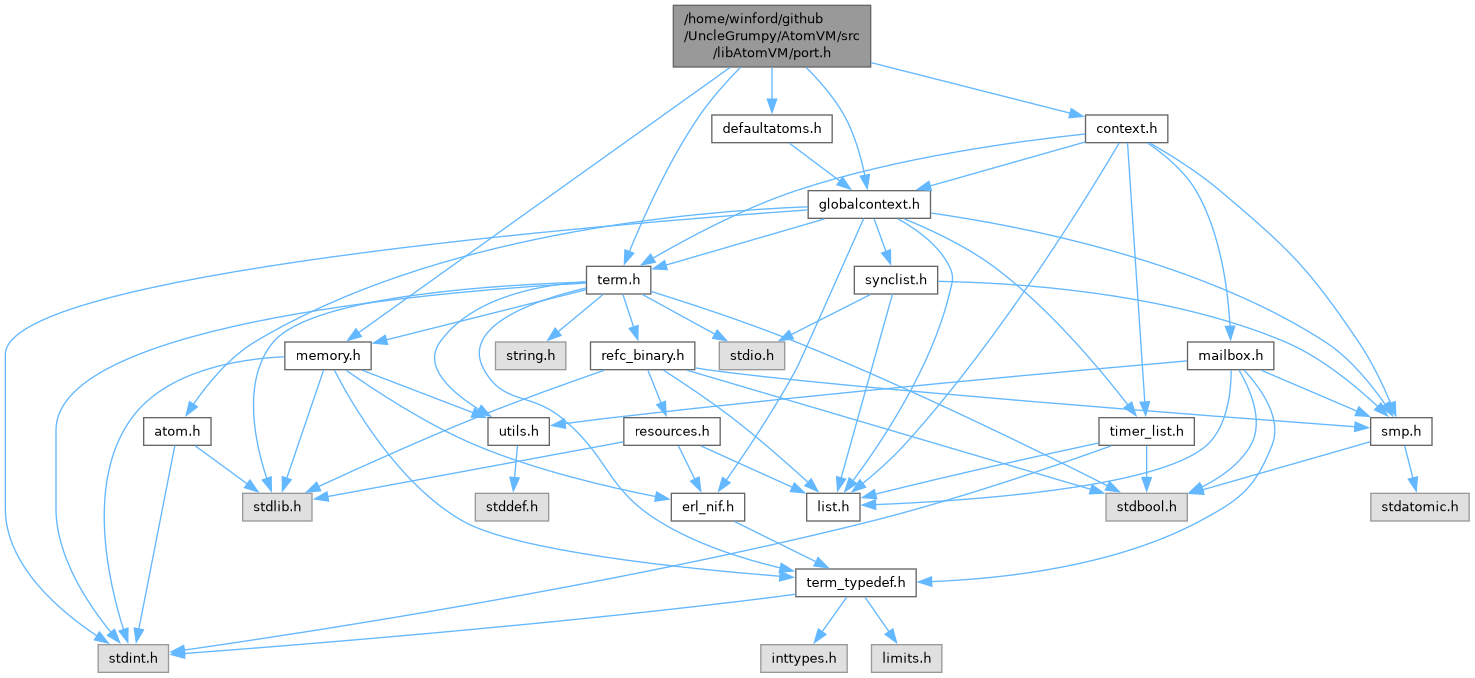 /home/winford/github
/UncleGrumpy/AtomVM/src
/libAtomVM/port.h
defaultatoms.h
context.h
globalcontext.h
term.h
synclist.h
memory.h
string.h
refc_binary.h
stdio.h
mailbox.h
atom.h
utils.h
resources.h
timer_list.h
smp.h
stdlib.h
stddef.h
erl_nif.h
list.h
stdbool.h
stdatomic.h
term_typedef.h
stdint.h
inttypes.h
limits.h